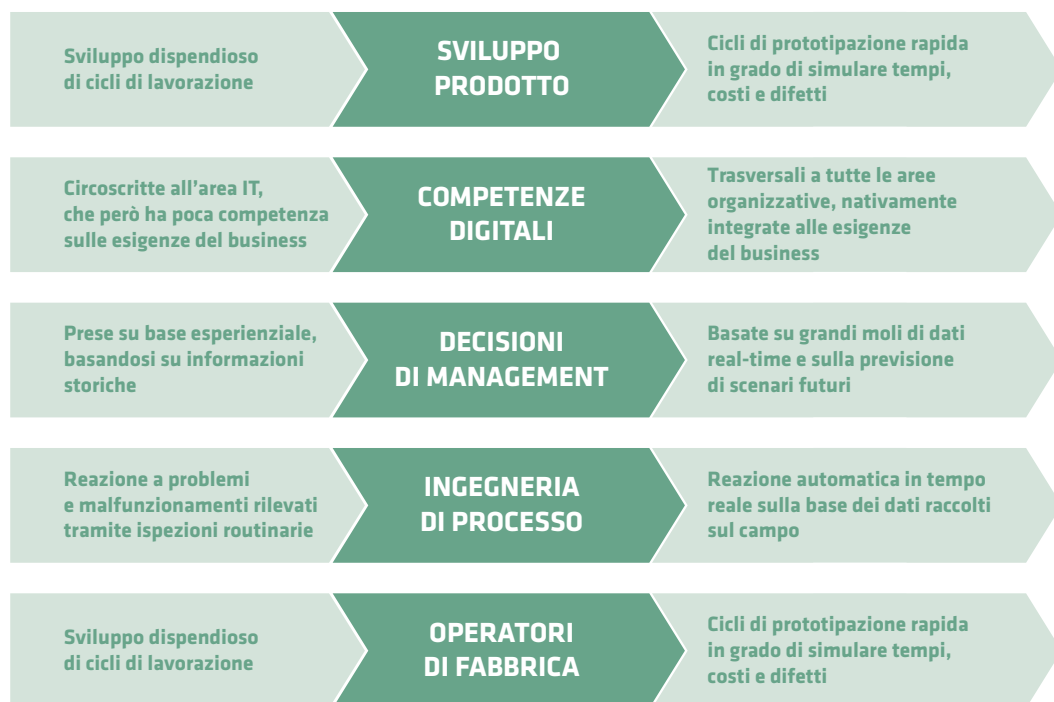 Sviluppo dispendioso
di cicli di lavorazione
SVILUPPO
PRODOTTO
Cicli di prototipazione rapida
in grado di simulare tempi,
costi e difetti
Circoscritte all'area IT,
che però ha poca competenza
sulle esigenze del business
COMPETENZE
DIGITALI
Trasversali a tutte le aree
organizzative, nativamente
integrate alle esigenze
del business
Prese su base esperienziale,
basandosi su informazioni
storiche
DECISIONI
DI MANAGEMENT
Basate su grandi moli di dati
real-time e sulla previsione
di scenari futuri
Reazione a problemi
e malfunzionamenti rilevati
tramite ispezioni routinarie
INGEGNERIA
DI PROCESSO
Reazione automatica in tempo
reale sulla base dei dati raccolti
sul campo
Sviluppo dispendioso
di cicli di lavorazione
OPERATORI
DI FABBRICA
Cicli di prototipazione rapida
in grado di simulare tempi,
costi e difetti